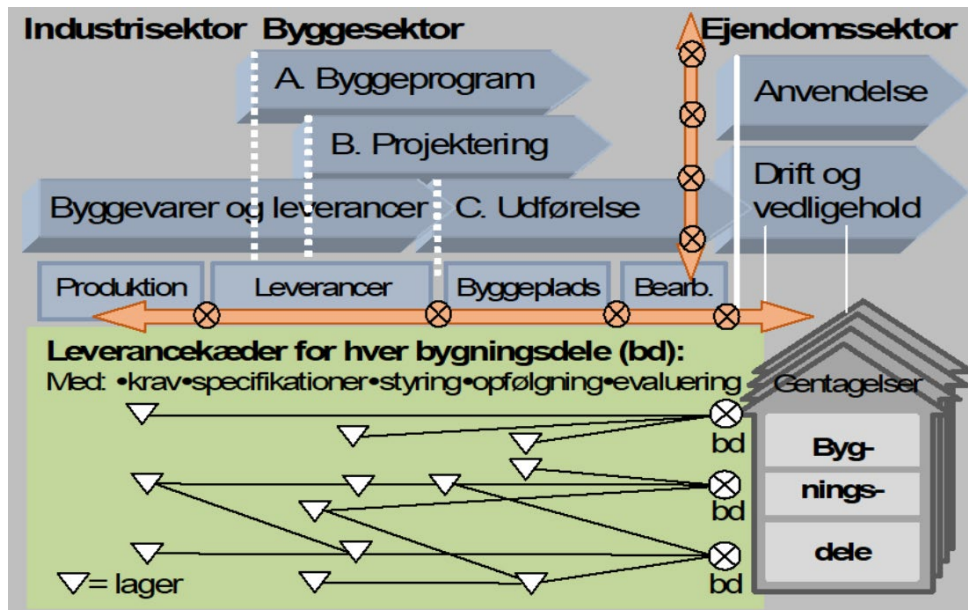 Industrisektor Byggesektor Ejendomssektor
A. Byggeprogram
Anvendelse
B. Projektering
Byggevarer og leverancer
C. Udførelse
Drift og
vedligehold
Produktion
Leverancer
Byggeplads
Bearb.
Leverancekæder for hver bygningsdele (bd):
Med: •krav•specifikationer•styring•opfølgning•evaluering
Gentagelser
bd
Byg-
bd
nings-
bd
dele
= lager